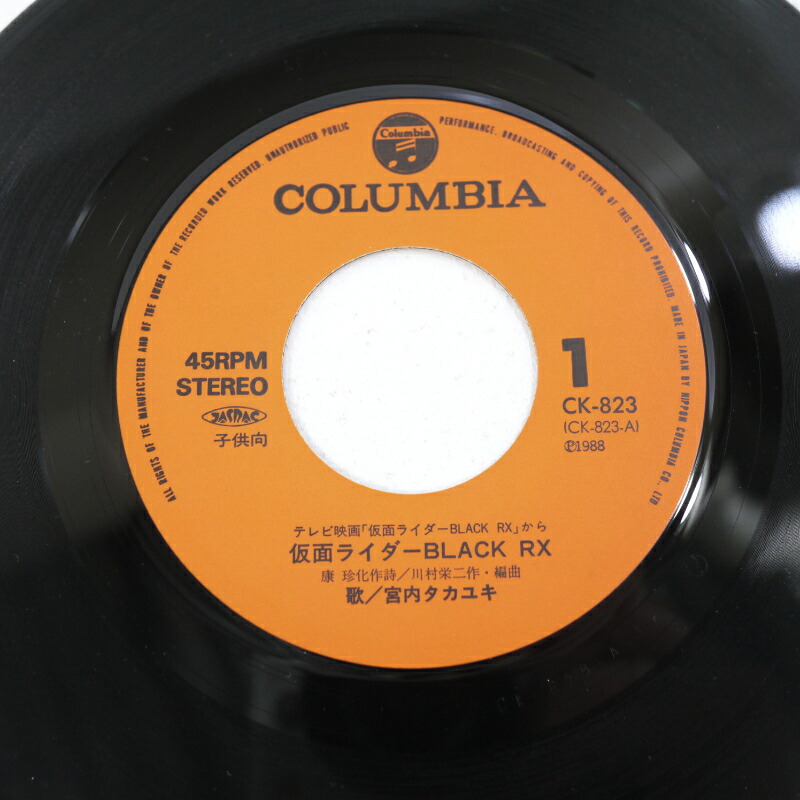 ALL RIGHTS OF THE MANUFACTURER AND OF THE OWNER OF THE RECORDED WORK RESERVED. UNAUTHORIZED PUBLIC PERFORMANCE, BROADCASTING AND COPYING OF THIS RECORD PROHIBITED. MADE IN JAPAN BY NIPPON COLUMBIA CO., LTD
Columbia
COLUMBIA
45RPM
STEREO
JASRAC
子供向
1
CK-823
(CK-823-A)
℗1988
テレビ映画「仮面ライダーBLACK RX」から
仮面ライダーBLACK RX
康 珍化作詩/川村栄二作・編曲
歌/宮内タカユキ